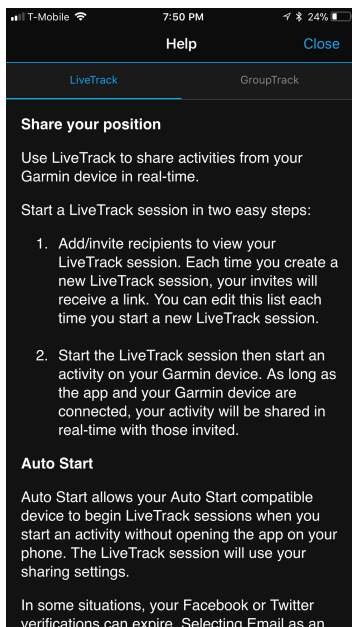 T-Mobile 7:50 PM 24%
Help Close
LiveTrack GroupTrack
Share your position
Use LiveTrack to share activities from your
Garmin device in real-time.
Start a LiveTrack session in two easy steps:
1. Add/invite recipients to view your
LiveTrack session. Each time you create a
new LiveTrack session, your invites will
receive a link. You can edit this list each
time you start a new LiveTrack session.
2. Start the LiveTrack session then start an
activity on your Garmin device. As long as
the app and your Garmin device are
connected, your activity will be shared in
real-time with those invited.
Auto Start
Auto Start allows your Auto Start compatible
device to begin LiveTrack sessions when you
start an activity without opening the app on your
phone. The LiveTrack session will use your
sharing settings.
In some situations, your Facebook or Twitter
verifications can expire. Selecting Email as an